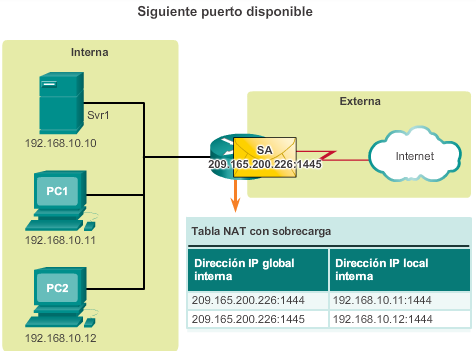 Siguiente puerto disponible
Interna
Svr1
192.168.10.10
PC1
192.168.10.11
PC2
192.168.10.12
Externa
SA
209.165.200.226:1445
Internet
Tabla NAT con sobrecarga
Dirección IP global interna
Dirección IP local interna
209.165.200.226:1444
192.168.10.11:1444
209.165.200.226:1445
192.168.10.12:1444